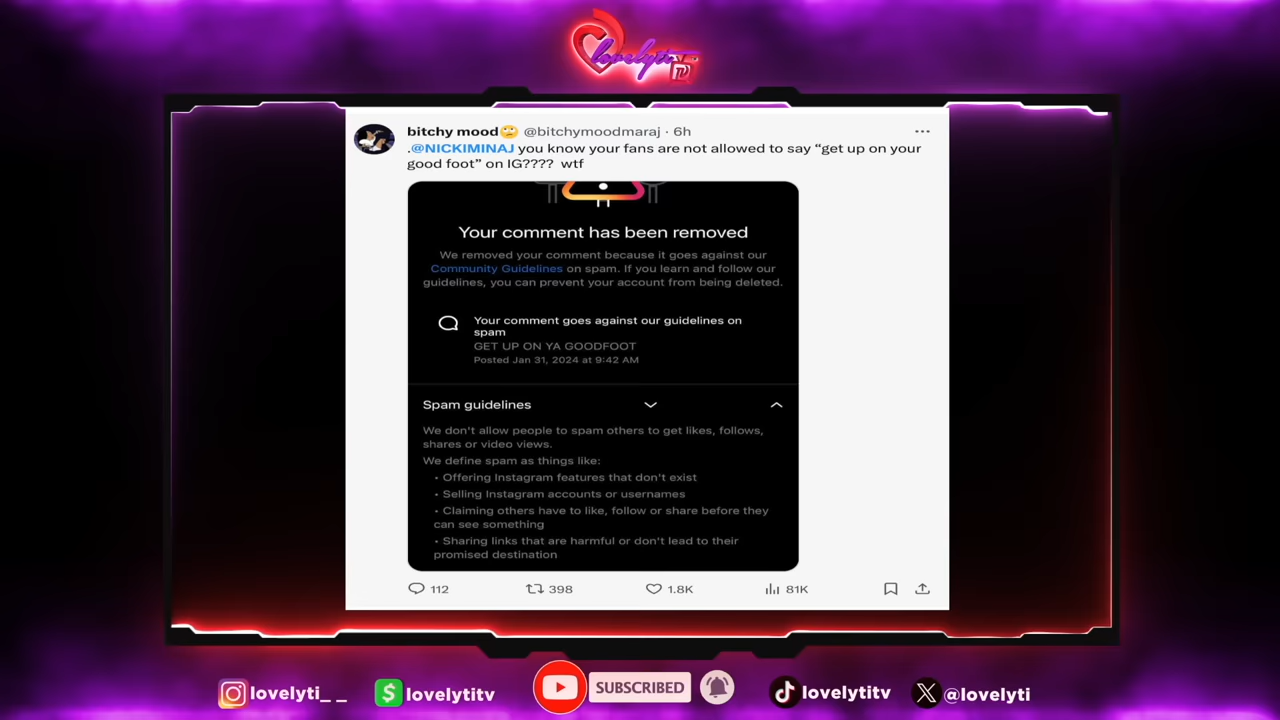 lovelyti
TV
bitchy mood🙄 @bitchymoodmaraj · 6h
.@NICKIMINAJ you know your fans are not allowed to say “get up on your
good foot” on IG???? wtf
Your comment has been removed
We removed your comment because it goes against our
Community Guidelines on spam. If you learn and follow our
guidelines, you can prevent your account from being deleted.
Your comment goes against our guidelines on
spam
GET UP ON YA GOODFOOT
Posted Jan 31, 2024 at 9:42 AM
Spam guidelines
We don't allow people to spam others to get likes, follows,
shares or video views.
We define spam as things like:
• Offering Instagram features that don't exist
• Selling Instagram accounts or usernames
• Claiming others have to like, follow or share before they
can see something
• Sharing links that are harmful or don't lead to their
promised destination
112 398 1.8K 81K
lovelyti_ _ lovelytitv SUBSCRIBED lovelytitv @lovelyti